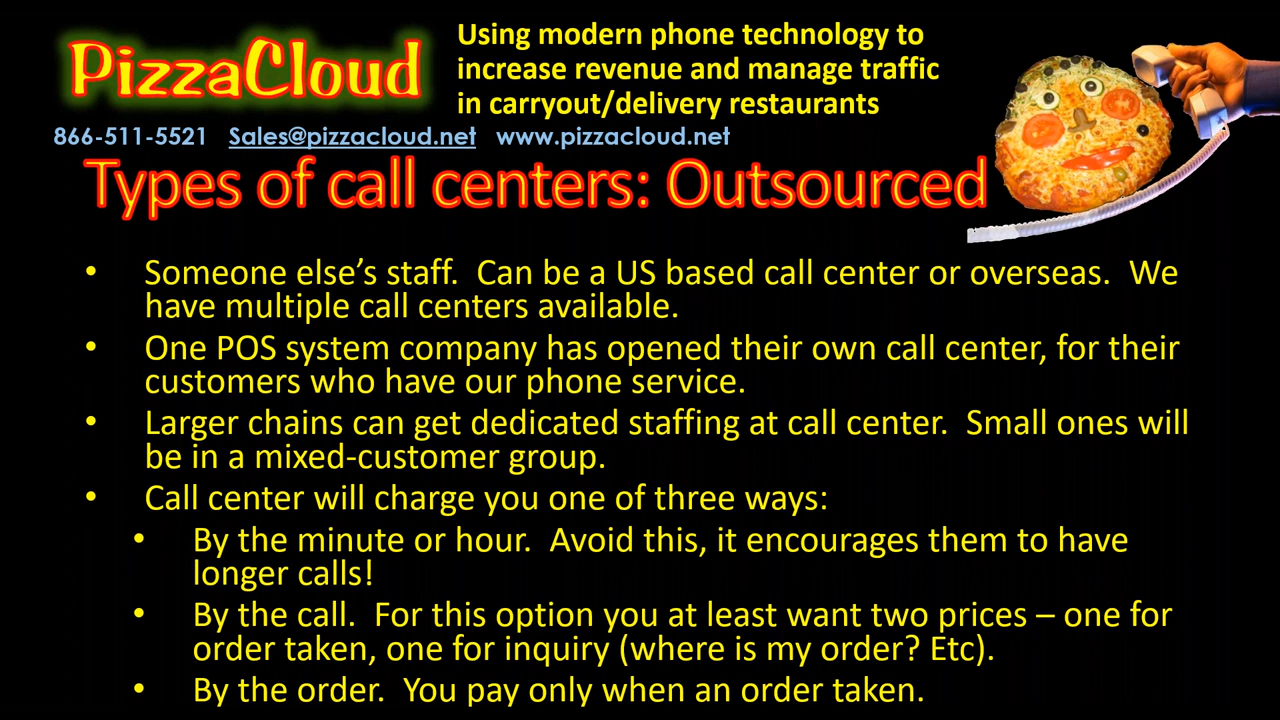 PizzaCloud
Using modern phone technology to
increase revenue and manage traffic
in carryout/delivery restaurants
866-511-5521 Sales@pizzacloud.net www.pizzacloud.net
Types of call centers: Outsourced
• Someone else’s staff. Can be a US based call center or overseas. We
have multiple call centers available.
• One POS system company has opened their own call center, for their
customers who have our phone service.
• Larger chains can get dedicated staffing at call center. Small ones will
be in a mixed-customer group.
• Call center will charge you one of three ways:
• By the minute or hour. Avoid this, it encourages them to have
longer calls!
• By the call. For this option you at least want two prices – one for
order taken, one for inquiry (where is my order? Etc).
• By the order. You pay only when an order taken.